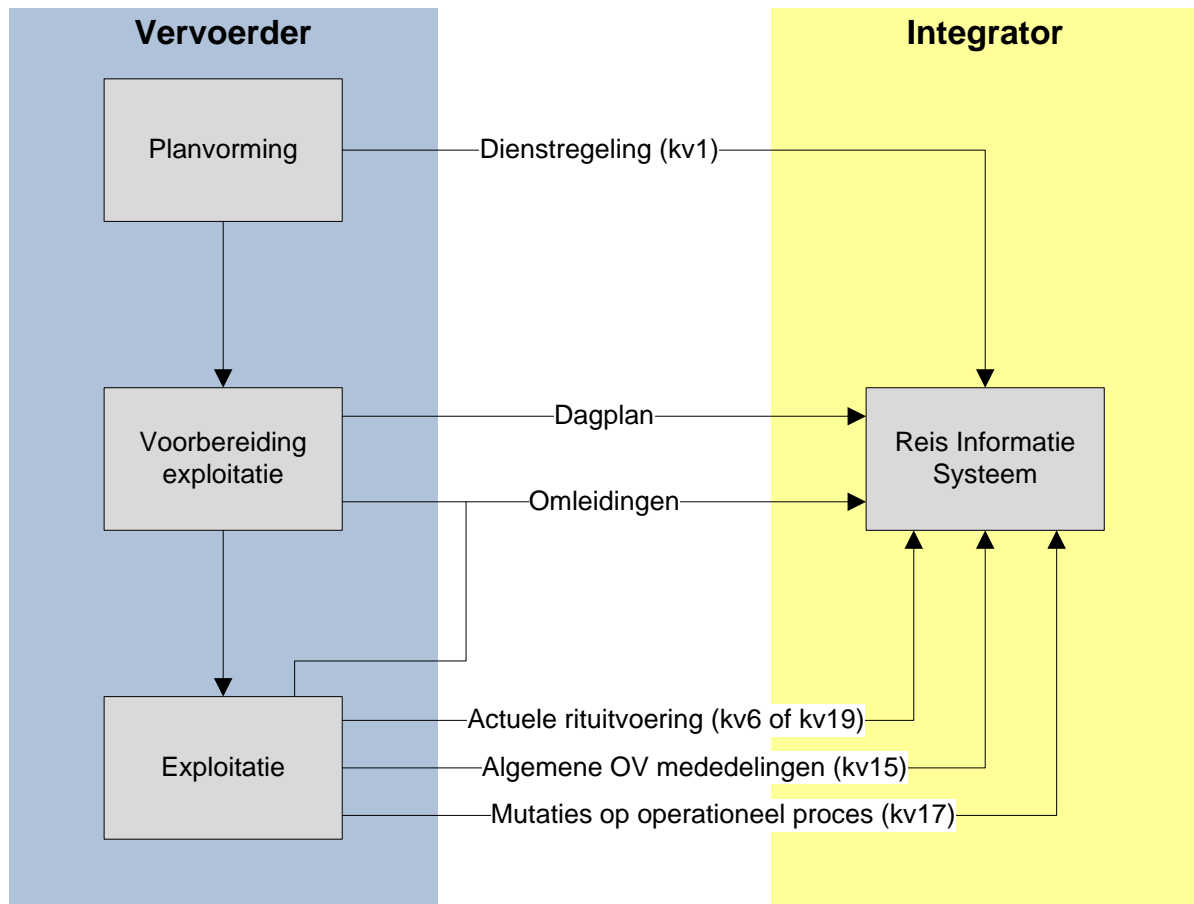 Vervoerder
Integrator
Planvorming
Dienstregeling (kv1)
Voorbereiding
exploitatie
Dagplan
Omleidingen
Reis Informatie
Systeem
Exploitatie
Actuele rituitvoering (kv6 of kv19)
Algemene OV mededelingen (kv15)
Mutaties op operationeel proces (kv17)